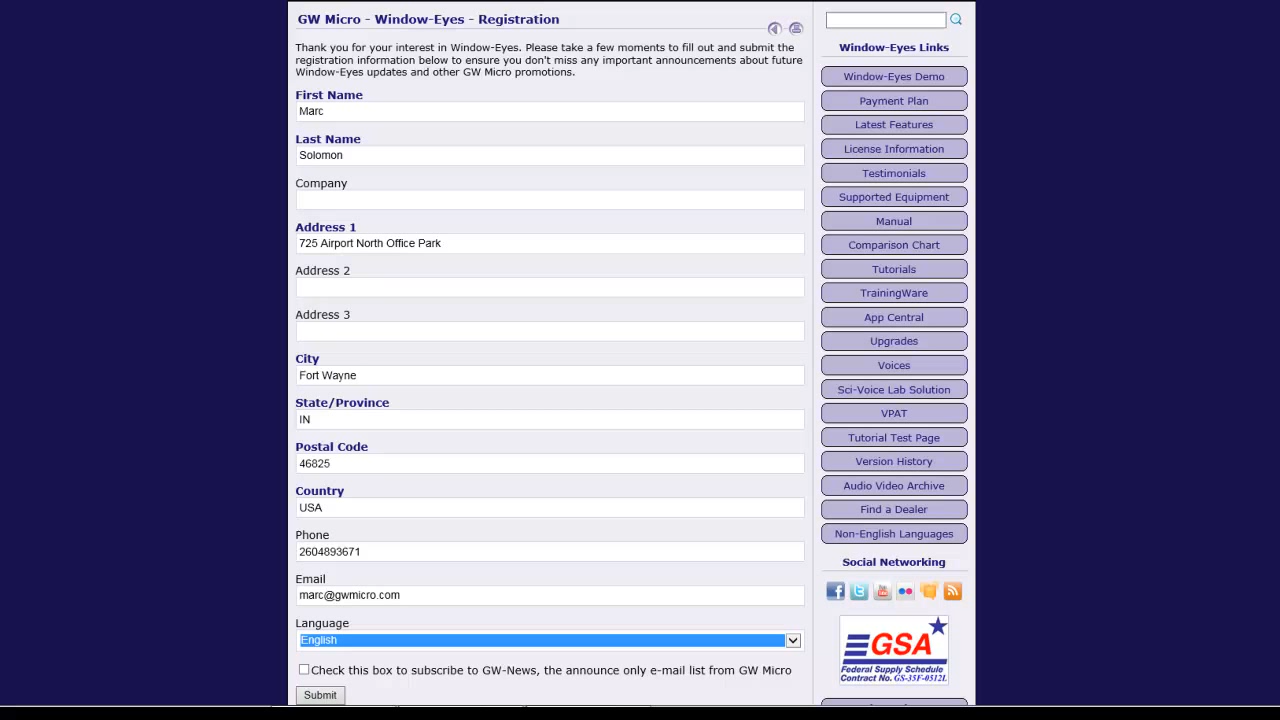 GW Micro - Window-Eyes - Registration
Thank you for your interest in Window-Eyes. Please take a few moments to fill out and submit the
registration information below to ensure you don't miss any important announcements about future
Window-Eyes updates and other GW Micro promotions.
First Name
Marc
Last Name
Solomon
Company
Address 1
725 Airport North Office Park
Address 2
Address 3
City
Fort Wayne
State/Province
IN
Postal Code
46825
Country
USA
Phone
2604893671
Email
marc@gwmicro.com
Language
English
Check this box to subscribe to GW-News, the announce only e-mail list from GW Micro
Submit
Window-Eyes Links
Window-Eyes Demo
Payment Plan
Latest Features
License Information
Testimonials
Supported Equipment
Manual
Comparison Chart
Tutorials
TrainingWare
App Central
Upgrades
Voices
Sci-Voice Lab Solution
VPAT
Tutorial Test Page
Version History
Audio Video Archive
Find a Dealer
Non-English Languages
Social Networking
GSA
Federal Supply Schedule
Contract No. GS-35F-0512L